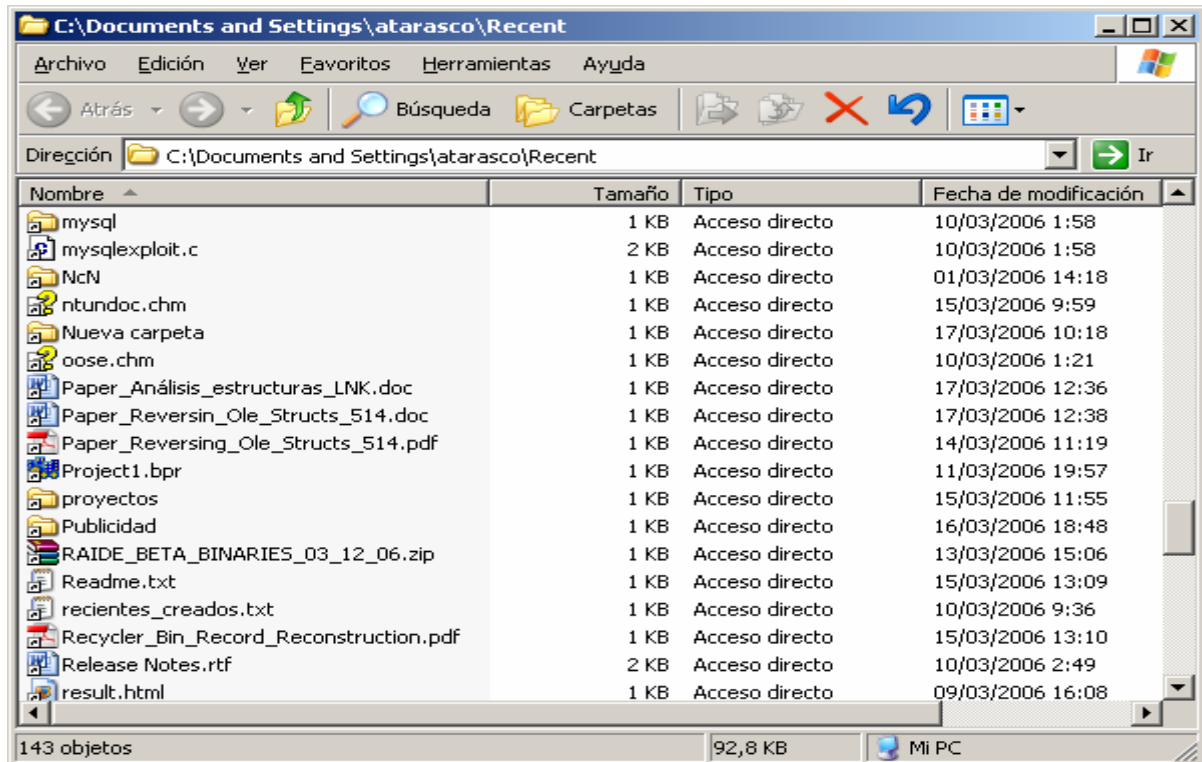 C:\Documents and Settings\atarasco\Recent
Archivo Edición Ver Favoritos Herramientas Ayuda
Atrás Búsqueda Carpetas
Dirección C:\Documents and Settings\atarasco\Recent Ir
Nombre Tamaño Tipo Fecha de modificación
mysql 1 KB Acceso directo 10/03/2006 1:58
mysqlexploit.c 2 KB Acceso directo 10/03/2006 1:58
NcN 1 KB Acceso directo 01/03/2006 14:18
ntundoc.chm 1 KB Acceso directo 15/03/2006 9:59
Nueva carpeta 1 KB Acceso directo 17/03/2006 10:18
oose.chm 1 KB Acceso directo 10/03/2006 1:21
Paper_Análisis_estructuras_LNK.doc 1 KB Acceso directo 17/03/2006 12:36
Paper_Reversin_Ole_Structs_514.doc 1 KB Acceso directo 17/03/2006 12:38
Paper_Reversing_Ole_Structs_514.pdf 1 KB Acceso directo 14/03/2006 11:19
Project1.bpr 1 KB Acceso directo 11/03/2006 19:57
proyectos 1 KB Acceso directo 15/03/2006 11:55
Publicidad 1 KB Acceso directo 16/03/2006 18:48
RAIDE_BETA_BINARIES_03_12_06.zip 1 KB Acceso directo 13/03/2006 15:06
Readme.txt 1 KB Acceso directo 15/03/2006 13:09
recientes_creados.txt 1 KB Acceso directo 10/03/2006 9:36
Recycler_Bin_Record_Reconstruction.pdf 1 KB Acceso directo 15/03/2006 13:10
Release Notes.rtf 2 KB Acceso directo 10/03/2006 2:49
result.html 1 KB Acceso directo 09/03/2006 16:08
143 objetos 92,8 KB Mi PC